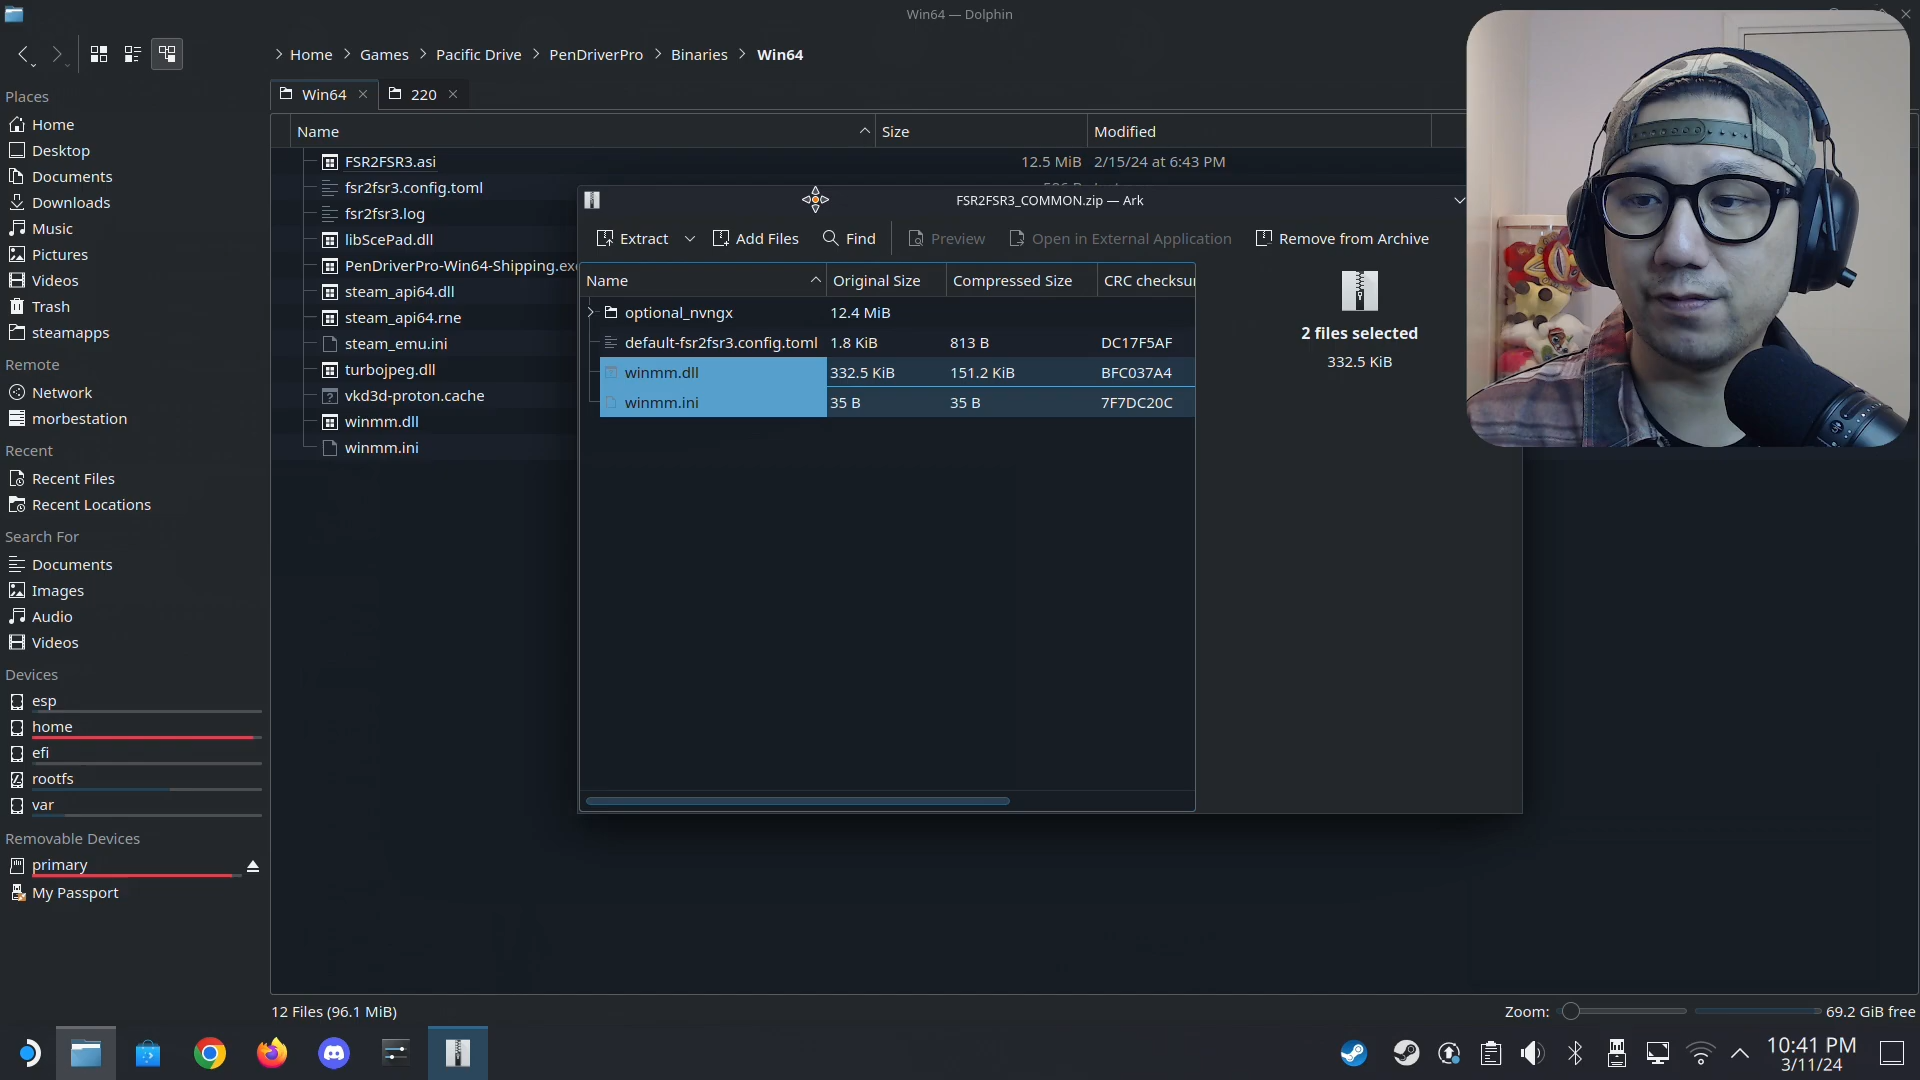 Win64 — Dolphin
Home
Games
Pacific Drive
PenDriverPro
Binaries
Win64
Win64
220
Places
Home
Desktop
Documents
Downloads
Music
Pictures
Videos
Trash
steamapps
Remote
Network
morbestation
Recent
Recent Files
Recent Locations
Search For
Documents
Images
Audio
Videos
Devices
esp
home
efi
rootfs
var
Removable Devices
primary
My Passport
Name Size Modified
FSR2FSR3.asi 12.5 MiB 2/15/24 at 6:43 PM
fsr2fsr3.config.toml
fsr2fsr3.log
libScePad.dll
PenDriverPro-Win64-Shipping.exe
steam_api64.dll
steam_api64.rne
steam_emu.ini
turbojpeg.dll
vkd3d-proton.cache
winmm.dll
winmm.ini
FSR2FSR3_COMMON.zip — Ark
Extract Add Files Find Preview Open in External Application Remove from Archive
Name Original Size Compressed Size CRC checksu
optional_nvngx 12.4 MiB
default-fsr2fsr3.config.toml 1.8 KiB 813 B DC17F5AF
winmm.dll 332.5 KiB 151.2 KiB BFC037A4
winmm.ini 35 B 35 B 7F7DC20C
2 files selected
332.5 KiB
12 Files (96.1 MiB)
Zoom:
69.2 GiB free
10:41 PM
3/11/24